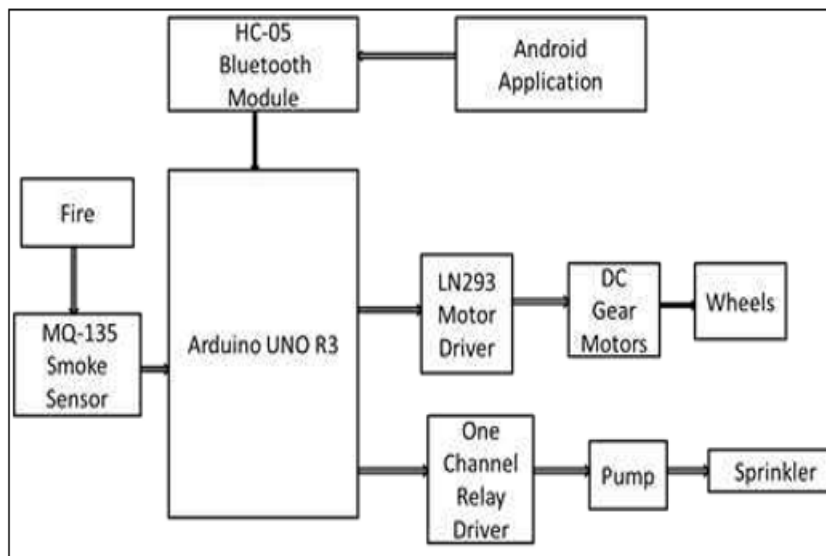 HC-05
Bluetooth
Module
Android
Application
Fire
MQ-135
Smoke
Sensor
Arduino UNO R3
LN293
Motor
Driver
DC
Gear
Motors
Wheels
One
Channel
Relay
Driver
Pump
Sprinkler